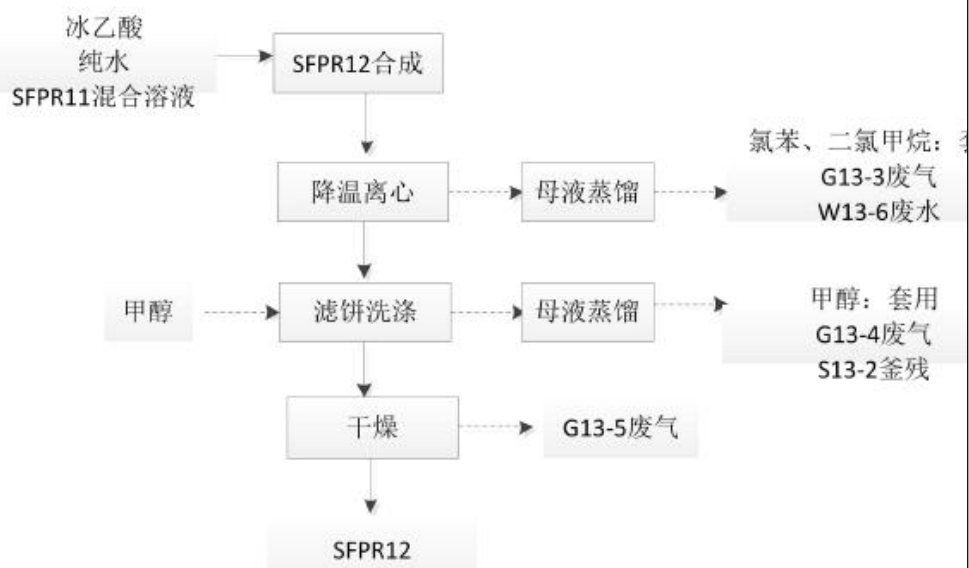 冰乙酸
纯水
SFPR11混合溶液
SFPR12合成
氯苯、二氯甲烷：
降温离心
母液蒸馏
G13-3废气
W13-6废水
甲醇
滤饼洗涤
母液蒸馏
甲醇：套用
G13-4废气
S13-2釜残
干燥
G13-5废气
SFPR12